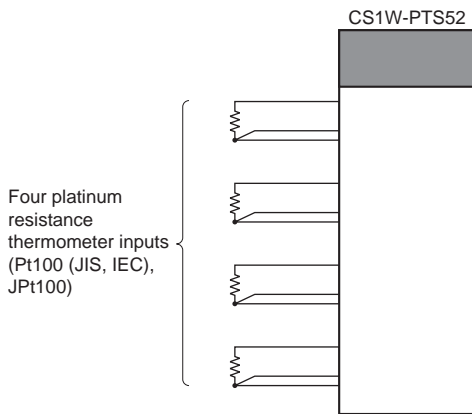 CS1W-PTS52
Four platinum
resistance
thermometer inputs
(Pt100 (JIS, IEC),
JPt100)